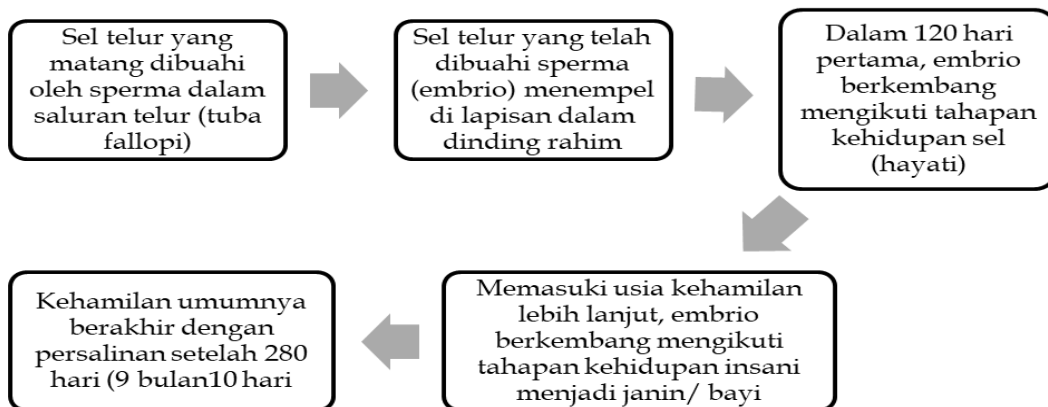 Sel telur yang
matang dibuahi
oleh sperma dalam
saluran telur (tuba
fallopi)
Sel telur yang telah
dibuahi sperma
(embrio) menempel
di lapisan dalam
dinding rahim
Dalam 120 hari
pertama, embrio
berkembang
mengikuti tahapan
kehidupan sel
(hayati)
Memasuki usia kehamilan
lebih lanjut, embrio
berkembang mengikuti
tahapan kehidupan insani
menjadi janin/ bayi
Kehamilan umumnya
berakhir dengan
persalinan setelah 280
hari (9 bulan10 hari